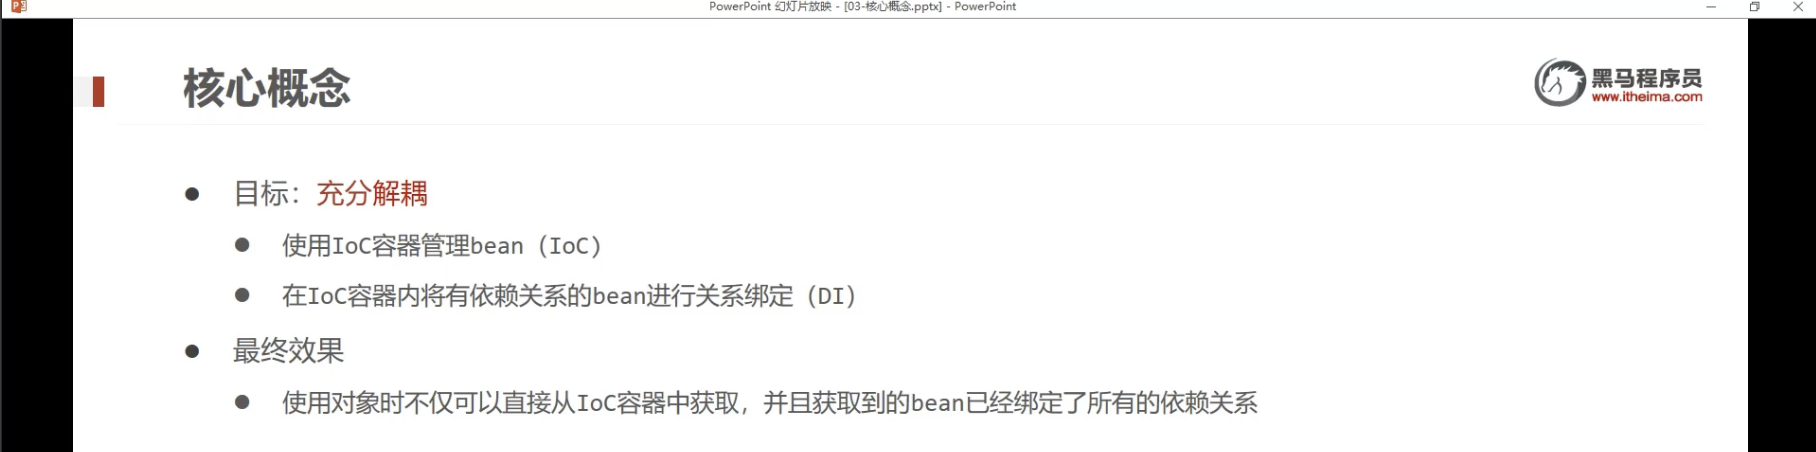 PowerPoint 幻灯片放映 - [03-核心概念.pptx] - PowerPoint
核心概念
黑马程序员
www.itheima.com
目标：充分解耦
使用IoC容器管理bean（IoC）
在IoC容器内将有依赖关系的bean进行关系绑定（DI）
最终效果
使用对象时不仅可以直接从IoC容器中获取，并且获取到的bean已经绑定了所有的依赖关系